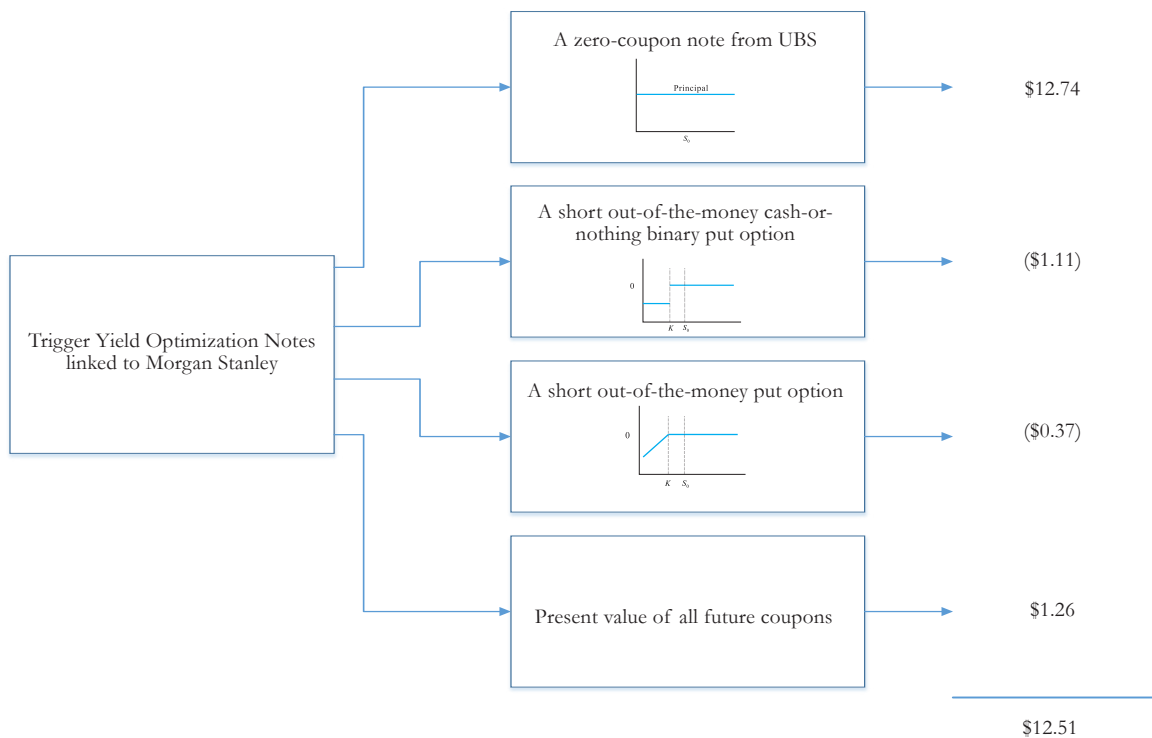 A zero-coupon note from UBS
Principal
S₀
$12.74
A short out-of-the-money cash-or-
nothing binary put option
0
K S₀
($1.11)
Trigger Yield Optimization Notes
linked to Morgan Stanley
A short out-of-the-money put option
0
K S₀
($0.37)
Present value of all future coupons
$1.26
$12.51